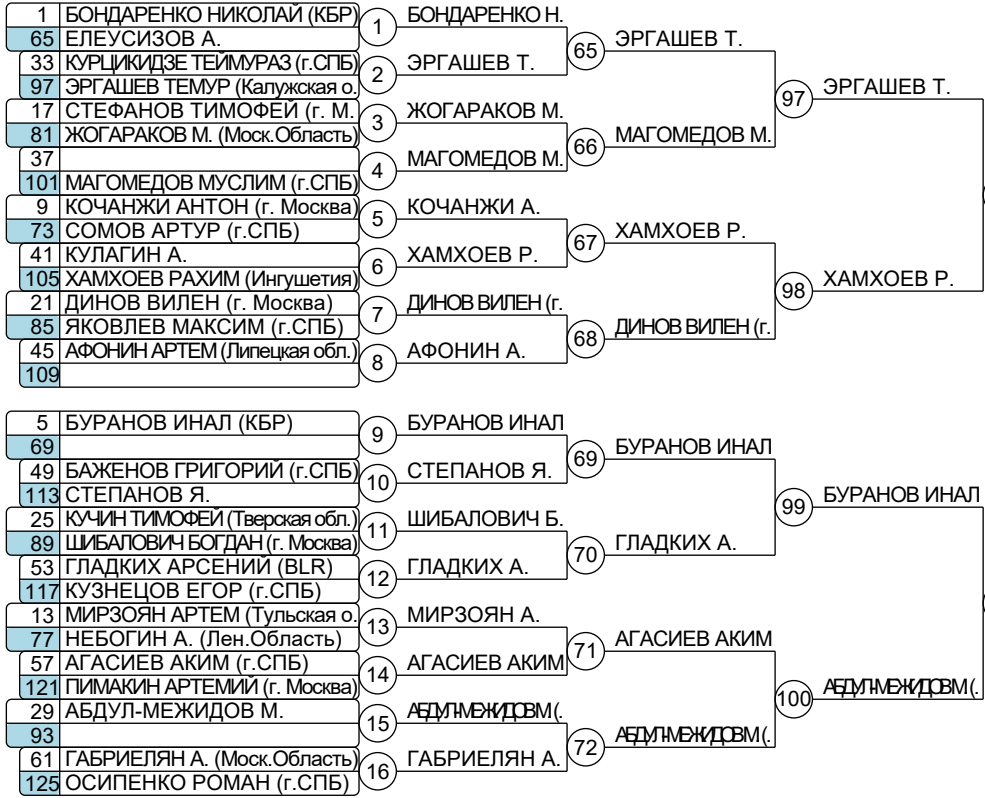 1 БОНДАРЕНКО НИКОЛАЙ (КБР) 1 БОНДАРЕНКО Н.
65 ЕЛЕУСИЗОВ А. 65 ЭРГАШЕВ Т.
33 КУРЦИКИДЗЕ ТЕЙМУРАЗ (г.СПБ) 2 ЭРГАШЕВ Т.
97 ЭРГАШЕВ ТЕМУР (Калужская о. 97 ЭРГАШЕВ Т.
17 СТЕФАНОВ ТИМОФЕЙ (г. М. 3 ЖОГАРАКОВ М.
81 ЖОГАРАКОВ М. (Моск.Область) 66 МАГОМЕДОВ М.
37 4 МАГОМЕДОВ М.
101 МАГОМЕДОВ МУСЛИМ (г.СПБ)
9 КОЧАНЖИ АНТОН (г. Москва) 5 КОЧАНЖИ А.
73 СОМОВ АРТУР (г.СПБ) 67 ХАМХОЕВ Р.
41 КУЛАГИН А. 6 ХАМХОЕВ Р.
105 ХАМХОЕВ РАХИМ (Ингушетия) 98 ХАМХОЕВ Р.
21 ДИНОВ ВИЛЕН (г. Москва) 7 ДИНОВ ВИЛЕН (г.
85 ЯКОВЛЕВ МАКСИМ (г.СПБ) 68 ДИНОВ ВИЛЕН (г.
45 АФОНИН АРТЕМ (Липецкая обл.) 8 АФОНИН А.
109
5 БУРАНОВ ИНАЛ (КБР) 9 БУРАНОВ ИНАЛ
69 69 БУРАНОВ ИНАЛ
49 БАЖЕНОВ ГРИГОРИЙ (г.СПБ) 10 СТЕПАНОВ Я.
113 СТЕПАНОВ Я. 99 БУРАНОВ ИНАЛ
25 КУЧИН ТИМОФЕЙ (Тверская обл.) 11 ШИБАЛОВИЧ Б.
89 ШИБАЛОВИЧ БОГДАН (г. Москва) 70 ГЛАДКИХ А.
53 ГЛАДКИХ АРСЕНИЙ (BLR) 12 ГЛАДКИХ А.
117 КУЗНЕЦОВ ЕГОР (г.СПБ)
13 МИРЗОЯН АРТЕМ (Тульская о. 13 МИРЗОЯН А.
77 НЕБОГИН А. (Лен.Область) 71 АГАСИЕВ АКИМ
57 АГАСИЕВ АКИМ (г.СПБ) 14 АГАСИЕВ АКИМ
121 ПИМАКИН АРТЕМИЙ (г. Москва) 100 АБДУЛ-МЕЖИДОВ М (.
29 АБДУЛ-МЕЖИДОВ М. 15 АБДУЛ-МЕЖИДОВ М (.
93 72 АБДУЛ-МЕЖИДОВ М (.
61 ГАБРИЕЛЯН А. (Моск.Область) 16 ГАБРИЕЛЯН А.
125 ОСИПЕНКО РОМАН (г.СПБ)